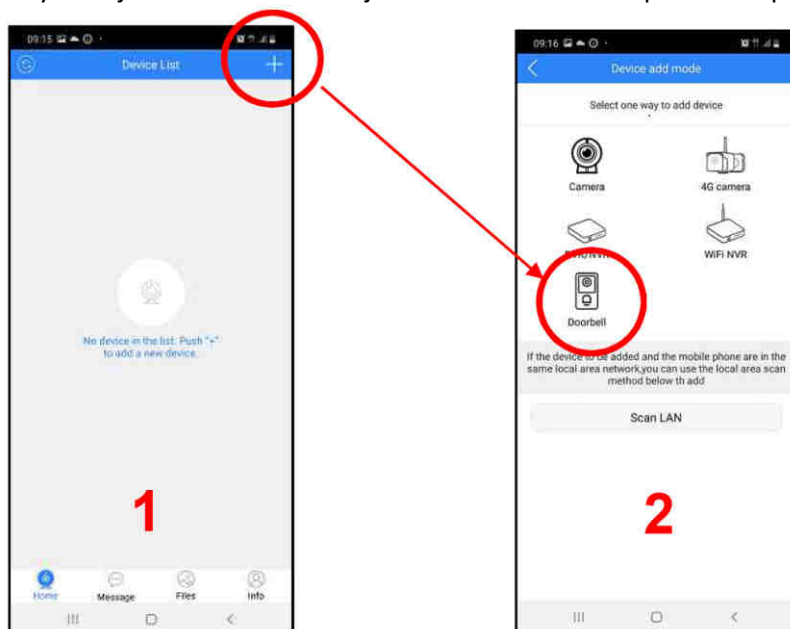 09:15
Device List
+
No device in the list. Push "+"
to add a new device.
1
Home
Message
Files
Info
09:16
Device add mode
Select one way to add device
Camera
4G camera
WiFi NVR
Doorbell
If the device to be added and the mobile phone are in the
same local area network,you can use the local area scan
method below th add
Scan LAN
2